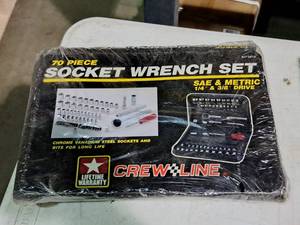 70 PIECE
SOCKET WRENCH SET
SAE & METRIC
1/4" & 3/8" DRIVE
CHROME VANADIUM STEEL SOCKETS AND
BITS FOR LONG LIFE
LIFETIME
WARRANTY
CREW LINE